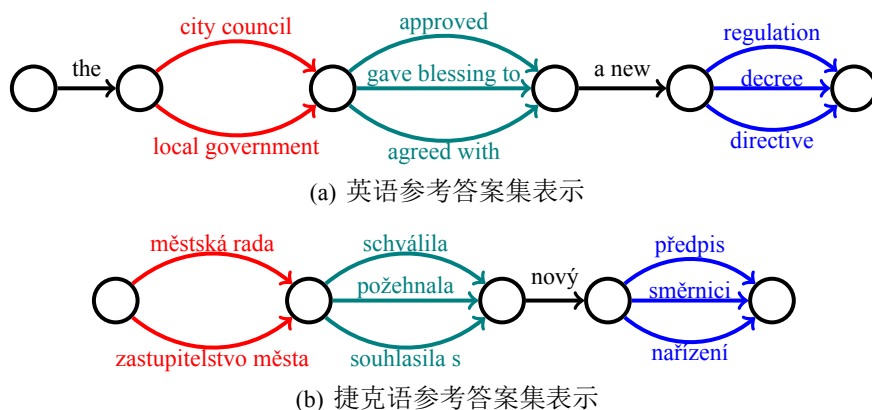 city council approved regulation
the gave blessing to a new decree
local government agreed with directive
(a) 英语参考答案集表示
městská rada schválila předpis
požehnala nový směrnici
zastupitelstvo města souhlasila s nařízení
(b) 捷克语参考答案集表示